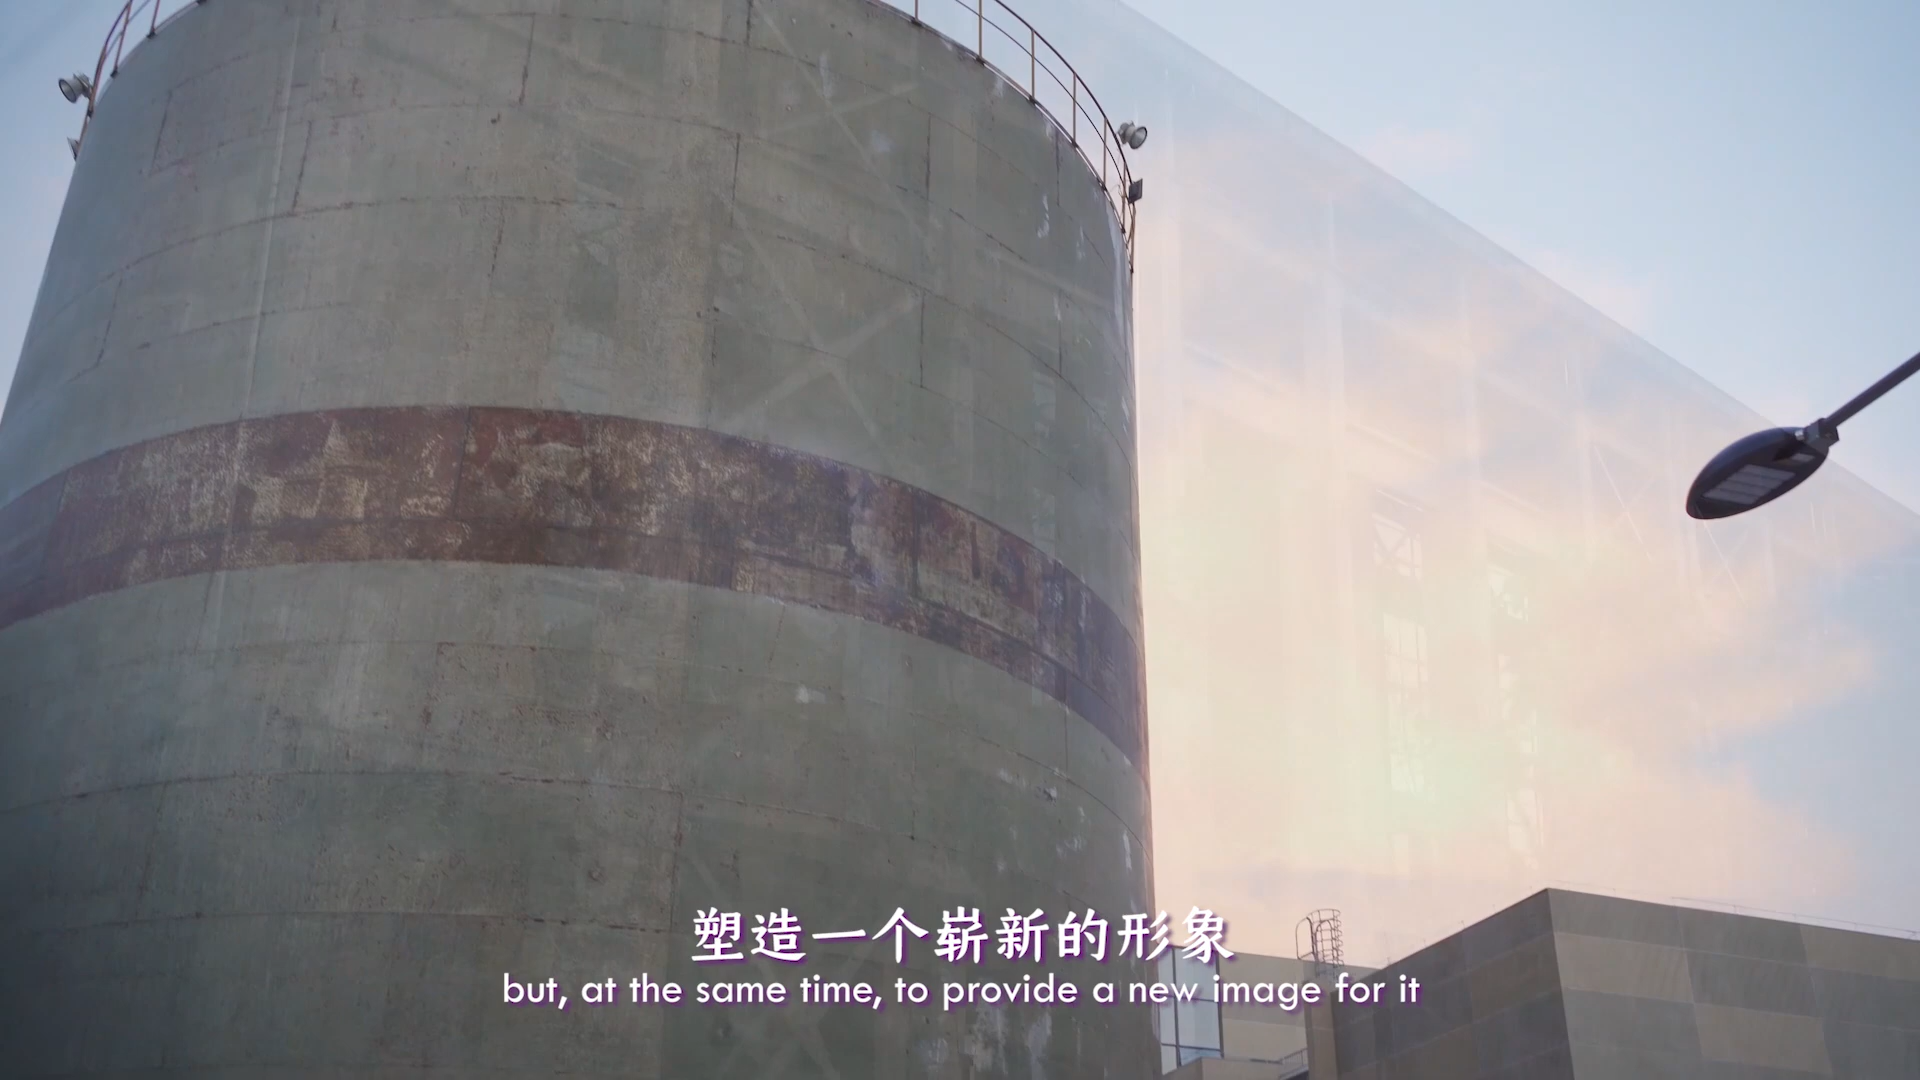 塑造一个崭新的形象
but, at the same time, to provide a new image for it